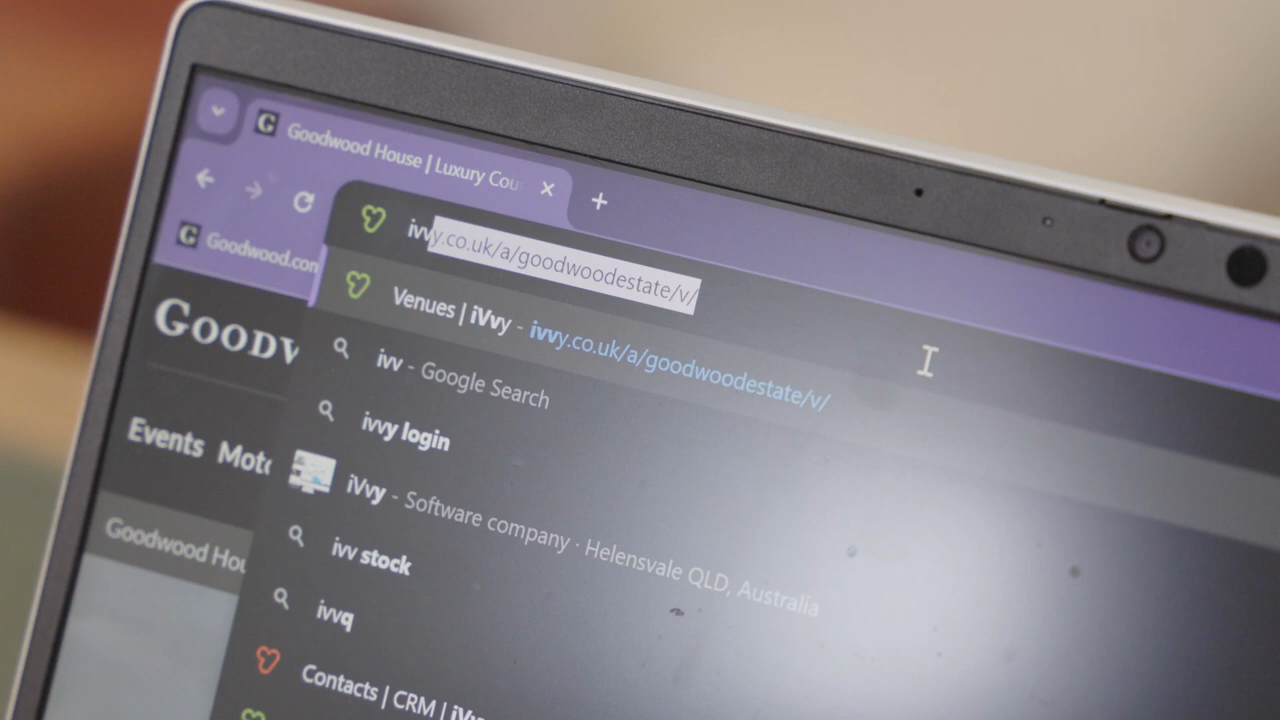 Goodwood House | Luxury Cou
ivvy.co.uk/a/goodwoodestate/v/
Goodwood.com
Venues | iVvy - ivvy.co.uk/a/goodwoodestate/v/
GOODW
ivv - Google Search
ivvy login
Events Moto
iVvy - Software company · Helensvale QLD, Australia
Goodwood Hou
ivv stock
ivvq
Contacts | CRM | iVvy